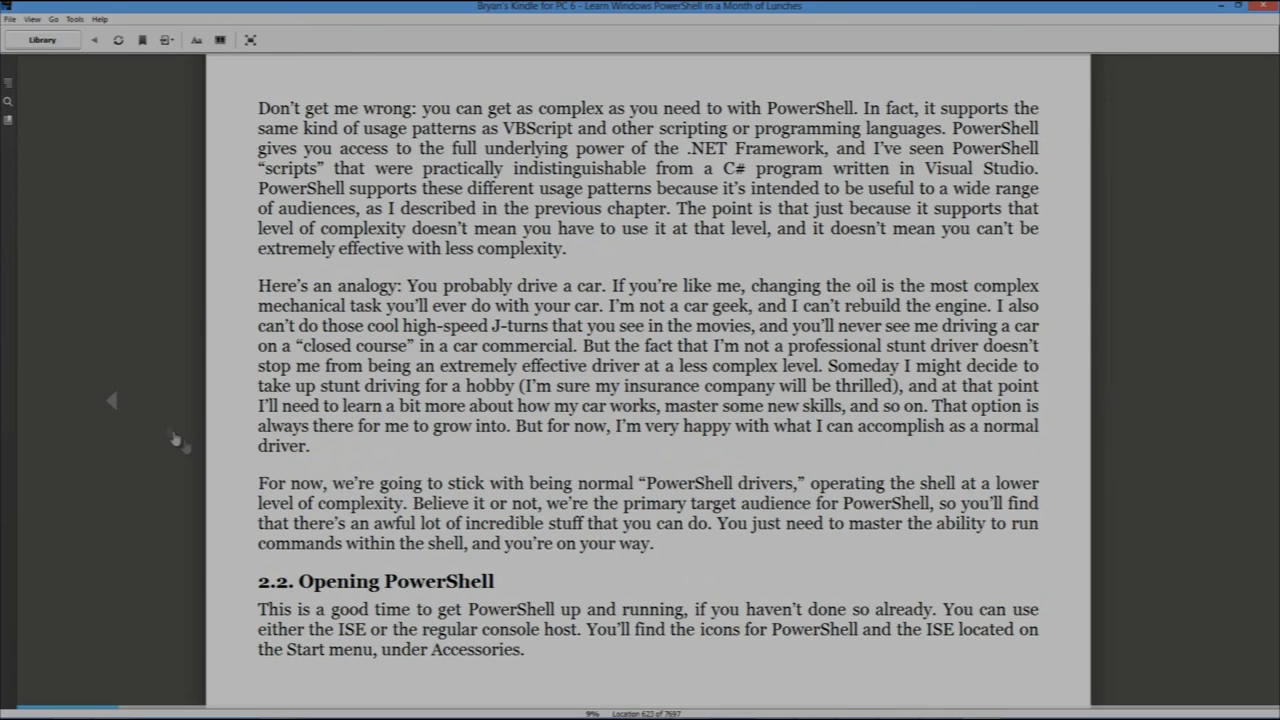 Bryan's Kindle for PC 6 - Learn Windows PowerShell in a Month of Lunches
File View Go Tools Help
Library Aa
Don't get me wrong: you can get as complex as you need to with PowerShell. In fact, it supports the
same kind of usage patterns as VBScript and other scripting or programming languages. PowerShell
gives you access to the full underlying power of the .NET Framework, and I've seen PowerShell
“scripts” that were practically indistinguishable from a C# program written in Visual Studio.
PowerShell supports these different usage patterns because it's intended to be useful to a wide range
of audiences, as I described in the previous chapter. The point is that just because it supports that
level of complexity doesn't mean you have to use it at that level, and it doesn't mean you can't be
extremely effective with less complexity.
Here's an analogy: You probably drive a car. If you're like me, changing the oil is the most complex
mechanical task you'll ever do with your car. I'm not a car geek, and I can't rebuild the engine. I also
can't do those cool high-speed J-turns that you see in the movies, and you'll never see me driving a car
on a “closed course” in a car commercial. But the fact that I'm not a professional stunt driver doesn't
stop me from being an extremely effective driver at a less complex level. Someday I might decide to
take up stunt driving for a hobby (I'm sure my insurance company will be thrilled), and at that point
I'll need to learn a bit more about how my car works, master some new skills, and so on. That option is
always there for me to grow into. But for now, I'm very happy with what I can accomplish as a normal
driver.
For now, we're going to stick with being normal “PowerShell drivers,” operating the shell at a lower
level of complexity. Believe it or not, we're the primary target audience for PowerShell, so you'll find
that there's an awful lot of incredible stuff that you can do. You just need to master the ability to run
commands within the shell, and you're on your way.
2.2. Opening PowerShell
This is a good time to get PowerShell up and running, if you haven't done so already. You can use
either the ISE or the regular console host. You'll find the icons for PowerShell and the ISE located on
the Start menu, under Accessories.
9% Location 623 of 7697